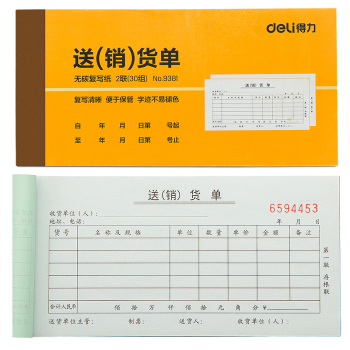 deli得力
送(销)货单
无碳复写纸 2联(30组) No.9381
复写清晰 便于保管 字迹不易褪色
自 年 月 日第 号起
至 年 月 日第 号止
送(销)货单
6594453
收货单位(人):
地址、电话: 年 月 日
货号 名称及规格 单位 数量 单价 金额 备注
第一联 存根联
合计人民币 佰 拾 万 仟 佰 拾 元 角 分 ¥
送货单位主管: 制票: 送货人: 收货单位(人):